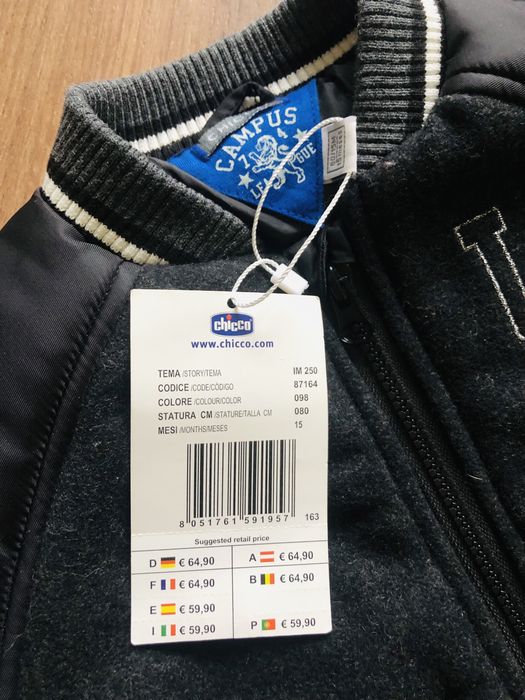 CAMPUS
7 4
LEAGUE
chicco
www.chicco.com
TEMA /STORY/TEMA IM 250
CODICE /CODE/CÓDIGO 87164
COLORE /COLOUR/COLOR 098
STATURA CM /STATURE/TALLA CM 080
MESI /MONTHS/MESES 15
8 051761 591957 163
Suggested retail price
D € 64,90 A € 64,90
F € 64,90 B € 64,90
E € 59,90
I € 59,90 P € 59,90